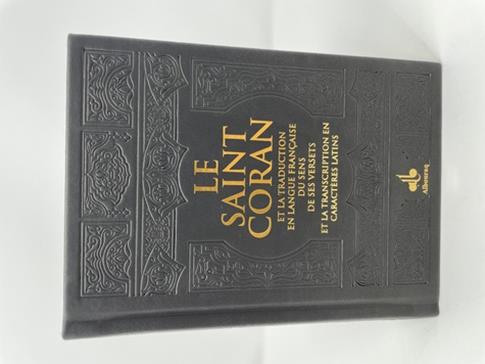 LE
SAINT
CORAN
ET LA TRADUCTION
EN LANGUE FRANÇAISE
DU SENS
DE SES VERSETS
ET LA TRANSCRIPTION EN
CARACTÈRES LATINS
Albouraq